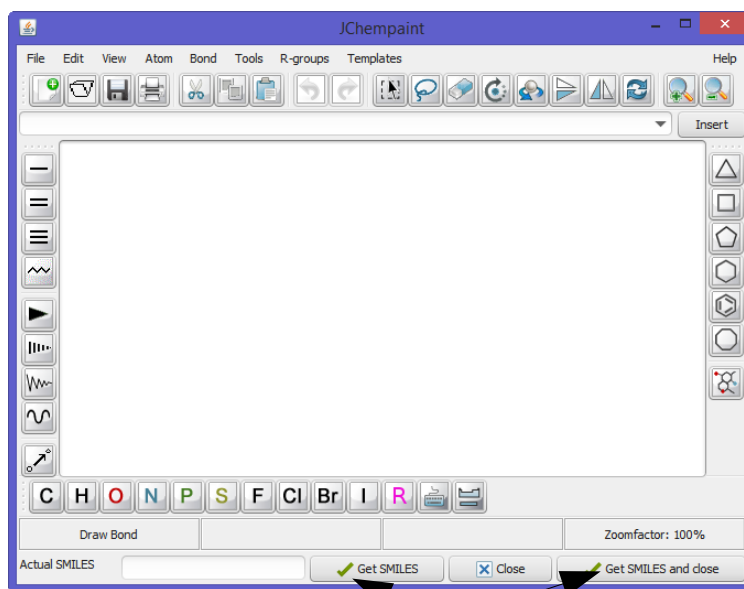 JChempaint
File Edit View Atom Bond Tools R-groups Templates Help
Insert
C H O N P S F Cl Br I R
Draw Bond Zoomfactor: 100%
Actual SMILES Get SMILES Close Get SMILES and close